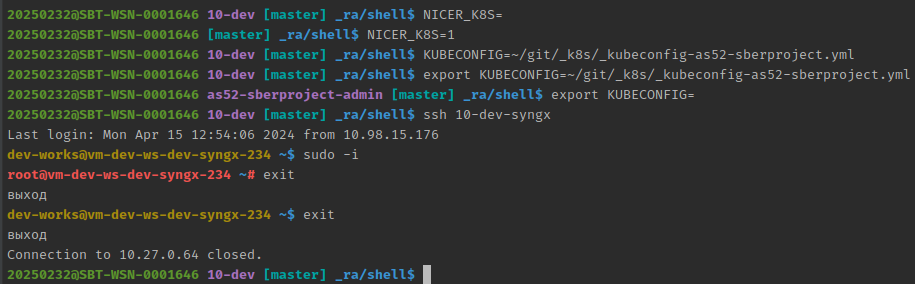 20250232@SBT-WSN-0001646 10-dev [master] _ra/shell$ NICER_K8S=
20250232@SBT-WSN-0001646 10-dev [master] _ra/shell$ NICER_K8S=1
20250232@SBT-WSN-0001646 10-dev [master] _ra/shell$ KUBECONFIG=~/git/_k8s/_kubeconfig-as52-sberproject.yml
20250232@SBT-WSN-0001646 10-dev [master] _ra/shell$ export KUBECONFIG=~/git/_k8s/_kubeconfig-as52-sberproject.yml
20250232@SBT-WSN-0001646 as52-sberproject-admin [master] _ra/shell$ export KUBECONFIG=
20250232@SBT-WSN-0001646 10-dev [master] _ra/shell$ ssh 10-dev-syngx
Last login: Mon Apr 15 12:54:06 2024 from 10.98.15.176
dev-works@vm-dev-ws-dev-syngx-234 ~$ sudo -i
root@vm-dev-ws-dev-syngx-234 ~# exit
выход
dev-works@vm-dev-ws-dev-syngx-234 ~$ exit
выход
Connection to 10.27.0.64 closed.
20250232@SBT-WSN-0001646 10-dev [master] _ra/shell$